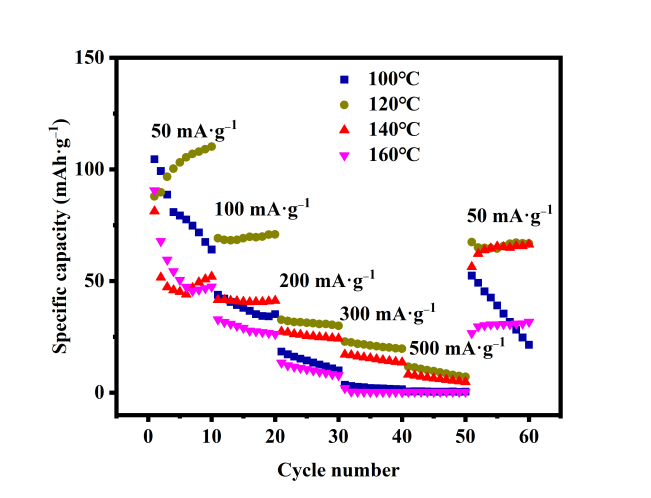 150
100
50
0
Specific capacity (mAh·g⁻¹)
100℃
120℃
140℃
160℃
50 mA·g⁻¹
100 mA·g⁻¹
200 mA·g⁻¹
300 mA·g⁻¹
500 mA·g⁻¹
50 mA·g⁻¹
0 10 20 30 40 50 60
Cycle number